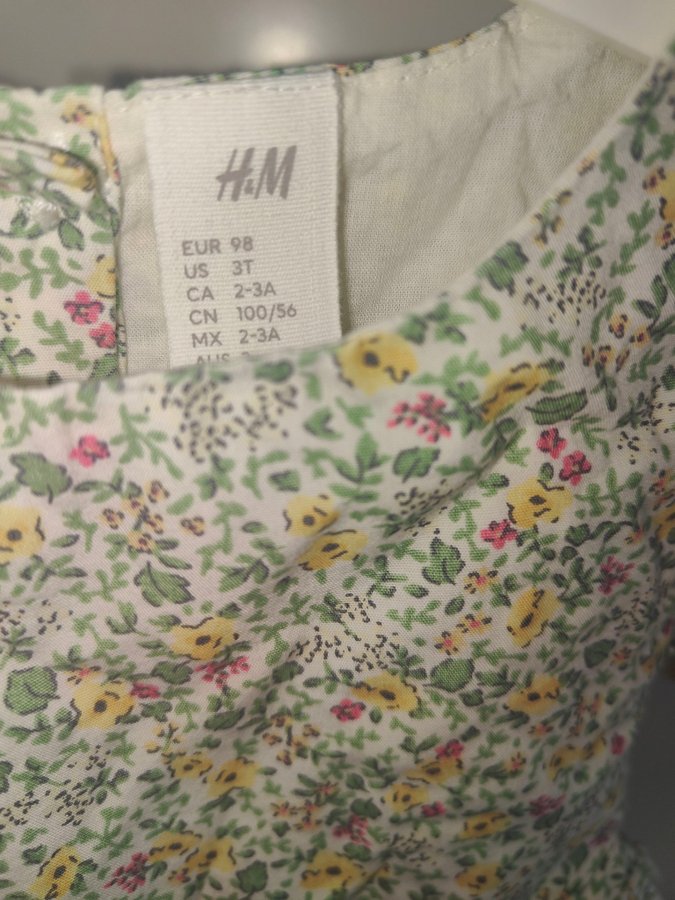 H&M
EUR 98
US 3T
CA 2-3A
CN 100/56
MX 2-3A